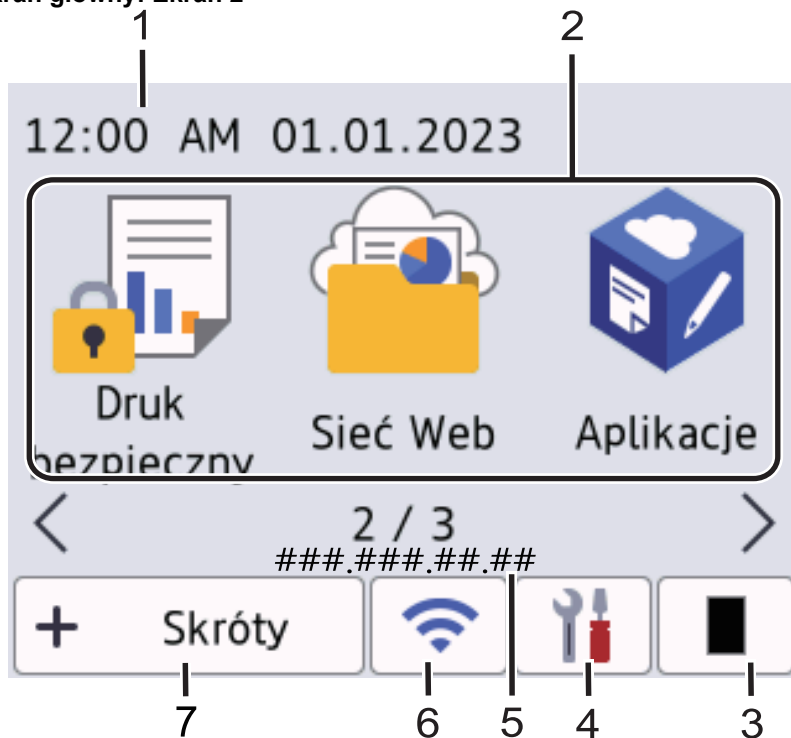 1 2
12:00 AM 01.01.2023
Druk
bezpieczny
Sieć Web
Aplikacje
2 / 3
###.###.##.##
+ Skróty
7 6 5 4 3